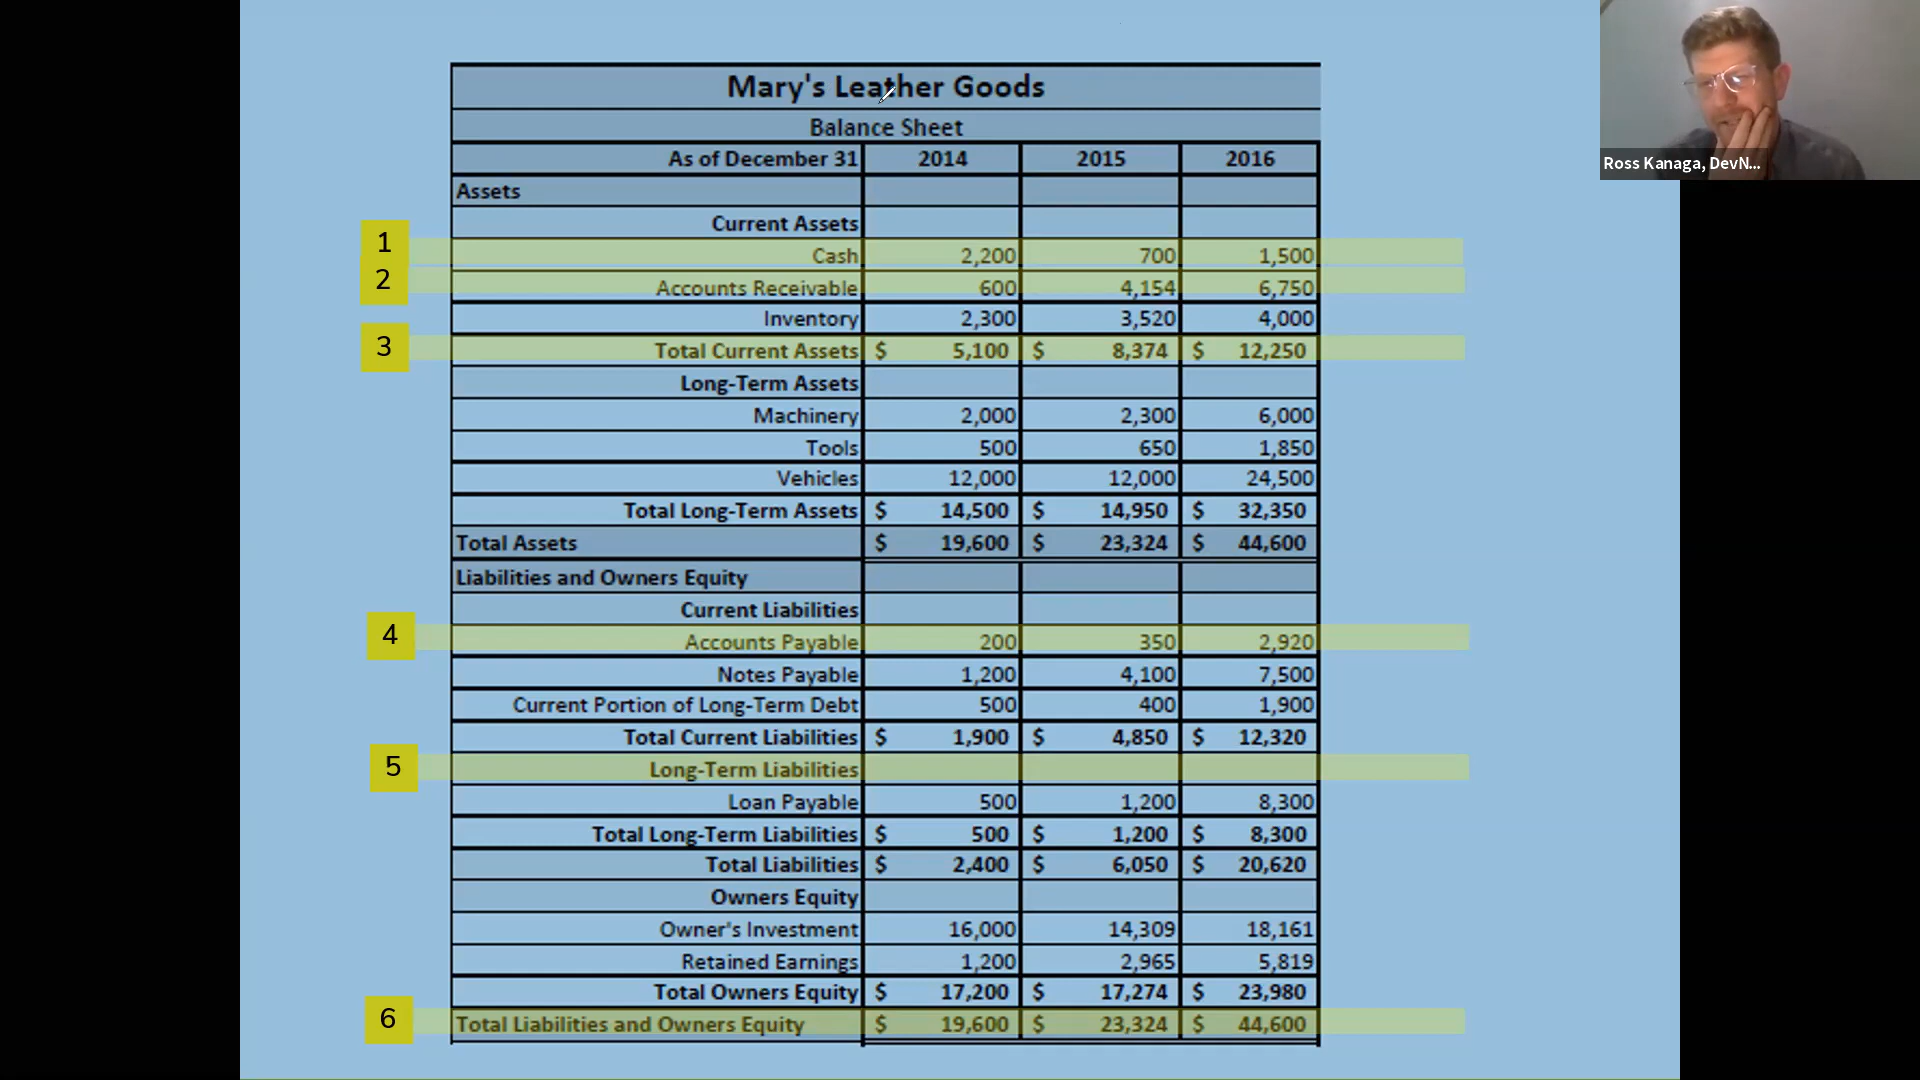 Mary's Leather Goods
Balance Sheet
As of December 31 2014 2015 2016
Assets
Current Assets
1 Cash 2,200 700 1,500
2 Accounts Receivable 600 4,154 6,750
Inventory 2,300 3,520 4,000
3 Total Current Assets $ 5,100 $ 8,374 $ 12,250
Long-Term Assets
Machinery 2,000 2,300 6,000
Tools 500 650 1,850
Vehicles 12,000 12,000 24,500
Total Long-Term Assets $ 14,500 $ 14,950 $ 32,350
Total Assets $ 19,600 $ 23,324 $ 44,600
Liabilities and Owners Equity
Current Liabilities
4 Accounts Payable 200 350 2,920
Notes Payable 1,200 4,100 7,500
Current Portion of Long-Term Debt 500 400 1,900
Total Current Liabilities $ 1,900 $ 4,850 $ 12,320
5 Long-Term Liabilities
Loan Payable 500 1,200 8,300
Total Long-Term Liabilities $ 500 $ 1,200 $ 8,300
Total Liabilities $ 2,400 $ 6,050 $ 20,620
Owners Equity
Owner's Investment 16,000 14,309 18,161
Retained Earnings 1,200 2,965 5,819
Total Owners Equity $ 17,200 $ 17,274 $ 23,980
6 Total Liabilities and Owners Equity $ 19,600 $ 23,324 $ 44,600
Ross Kanaga, DevN...